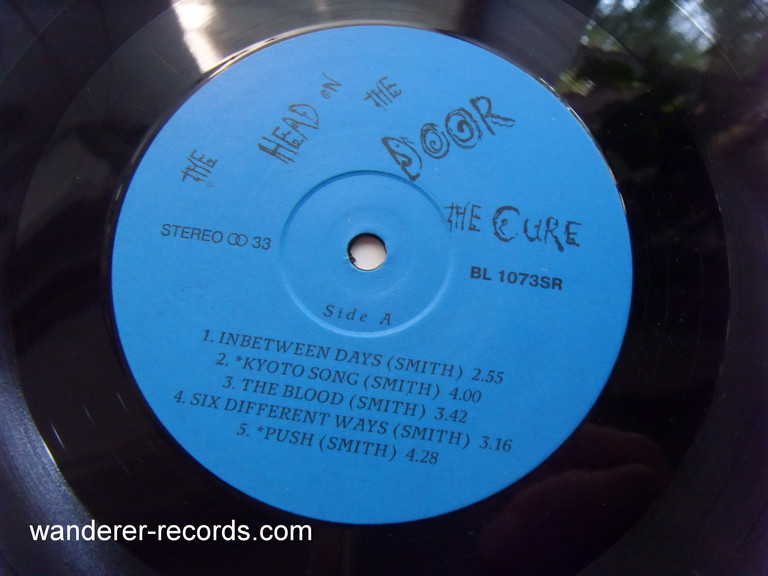 THE HEAD ON THE DOOR
THE CURE
STEREO 33
BL 1073SR
Side A
1. INBETWEEN DAYS (SMITH) 2.55
2. *KYOTO SONG (SMITH) 4.00
3. THE BLOOD (SMITH) 3.42
4. SIX DIFFERENT WAYS (SMITH) 3.16
5. *PUSH (SMITH) 4.28
wanderer-records.com